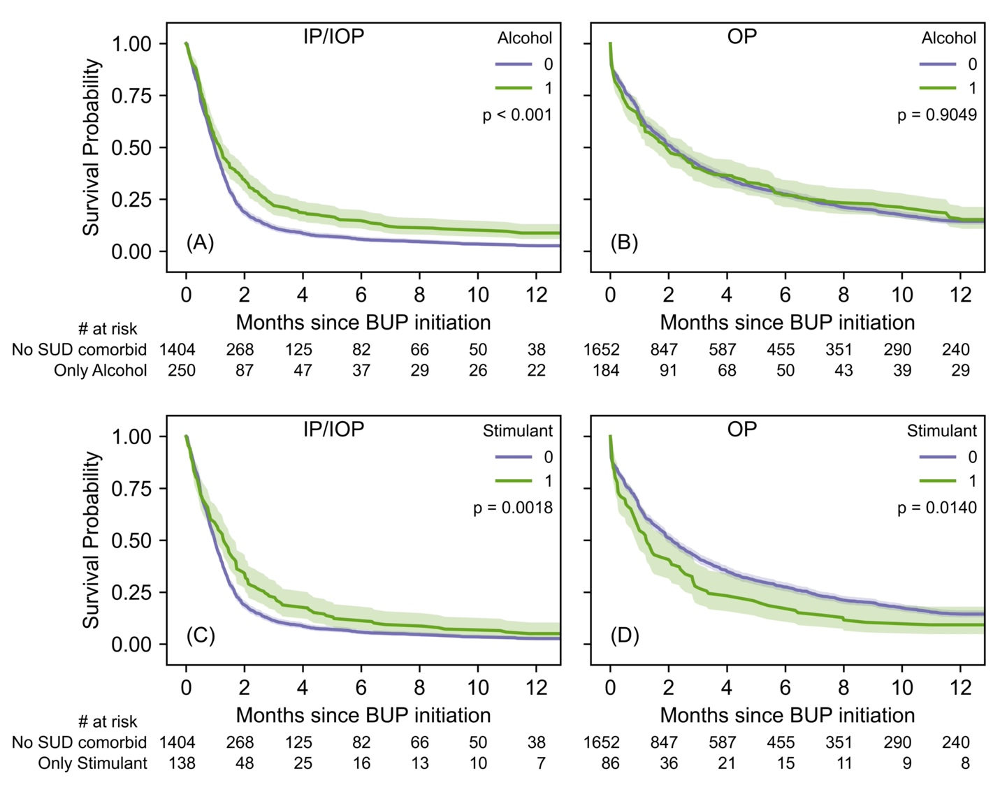 IP/IOP
Alcohol
0
1
p < 0.001
1.00
0.75
0.50
0.25
0.00
Survival Probability
(A)
0 2 4 6 8 10 12
Months since BUP initiation
OP
Alcohol
0
1
p = 0.9049
(B)
0 2 4 6 8 10 12
Months since BUP initiation
# at risk
No SUD comorbid 1404 268 125 82 66 50 38 1652 847 587 455 351 290 240
Only Alcohol 250 87 47 37 29 26 22 184 91 68 50 43 39 29
IP/IOP
Stimulant
0
1
p = 0.0018
1.00
0.75
0.50
0.25
0.00
Survival Probability
(C)
0 2 4 6 8 10 12
Months since BUP initiation
OP
Stimulant
0
1
p = 0.0140
(D)
0 2 4 6 8 10 12
Months since BUP initiation
# at risk
No SUD comorbid 1404 268 125 82 66 50 38 1652 847 587 455 351 290 240
Only Stimulant 138 48 25 16 13 10 7 86 36 21 15 11 9 8